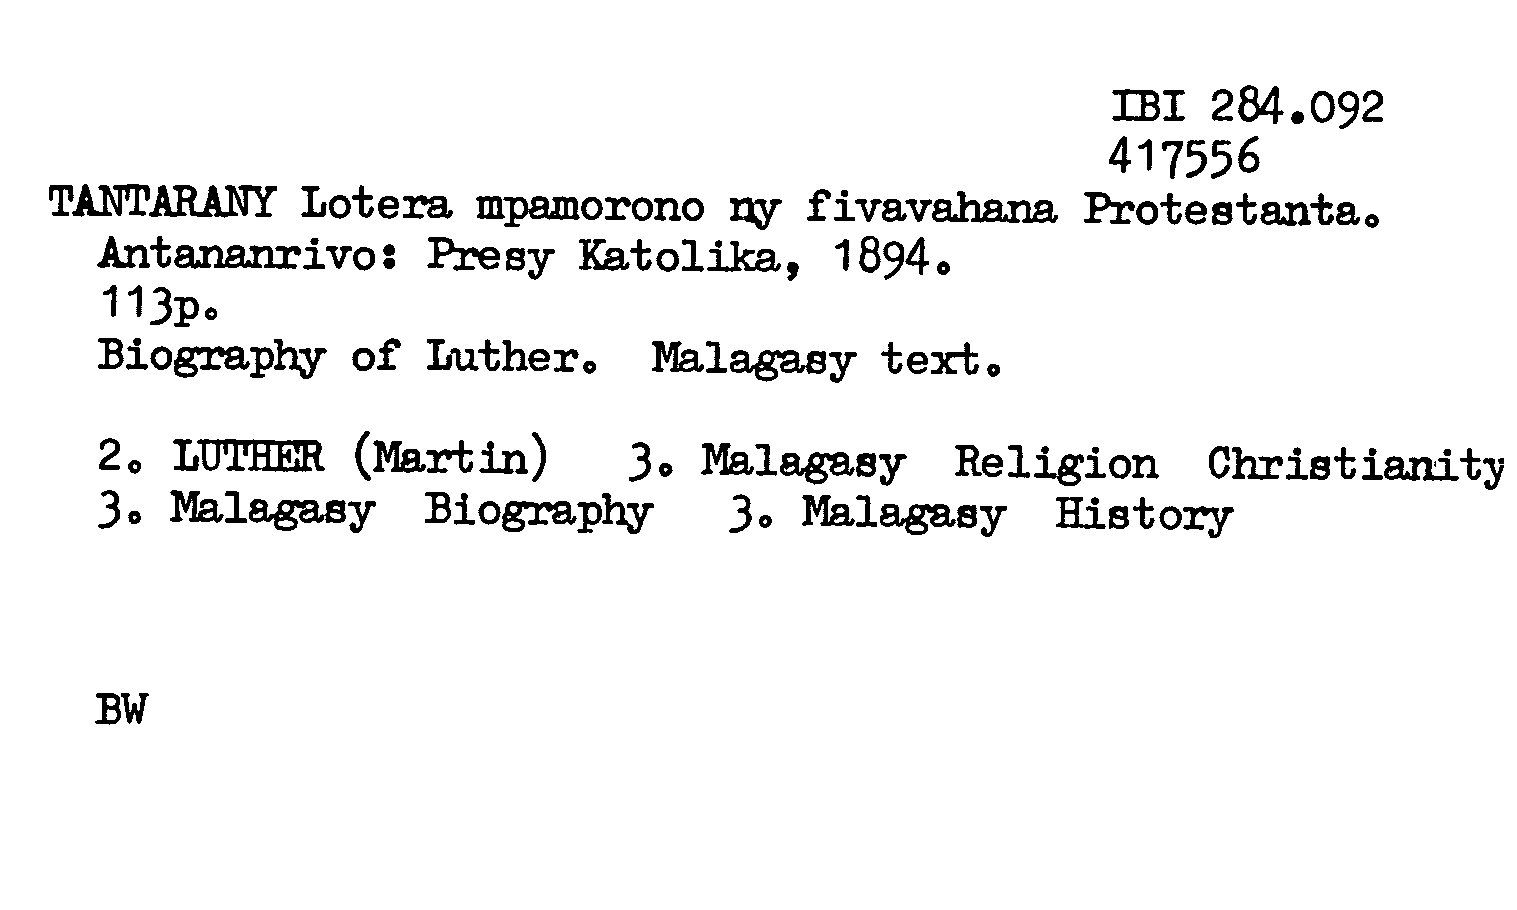 IBI 284.092
417556
TANTARANY Lotera mpamorono ny fivavahana Protestanta.
Antananrivo: Presy Katolika, 1894.
113p.
Biography of Luther. Malagasy text.
2. LUTHER (Martin) 3. Malagasy Religion Christianity
3. Malagasy Biography 3. Malagasy History
BW